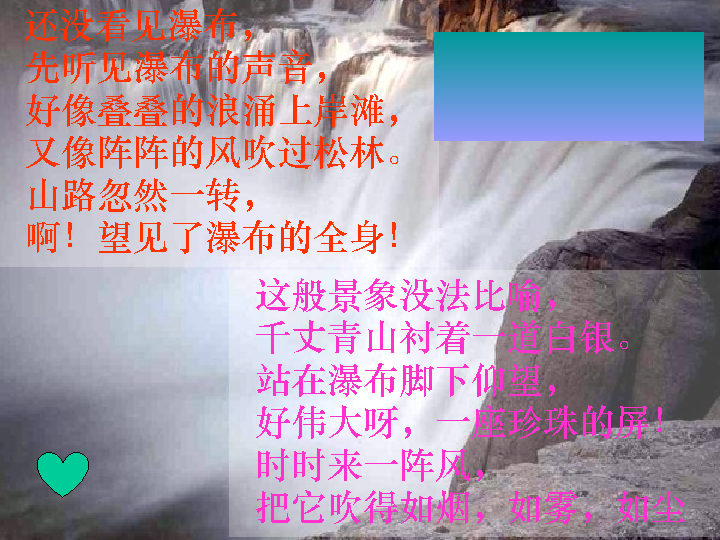 还没看见瀑布，
先听见瀑布的声音，
好像叠叠的浪涌上岸滩，
又像阵阵的风吹过松林。
山路忽然一转，
啊！望见了瀑布的全身！
这般景象没法比喻，
千丈青山衬着一道白银。
站在瀑布脚下仰望，
好伟大呀，一座珍珠的屏！
时时来一阵风，
把它吹得如烟，如雾，如尘